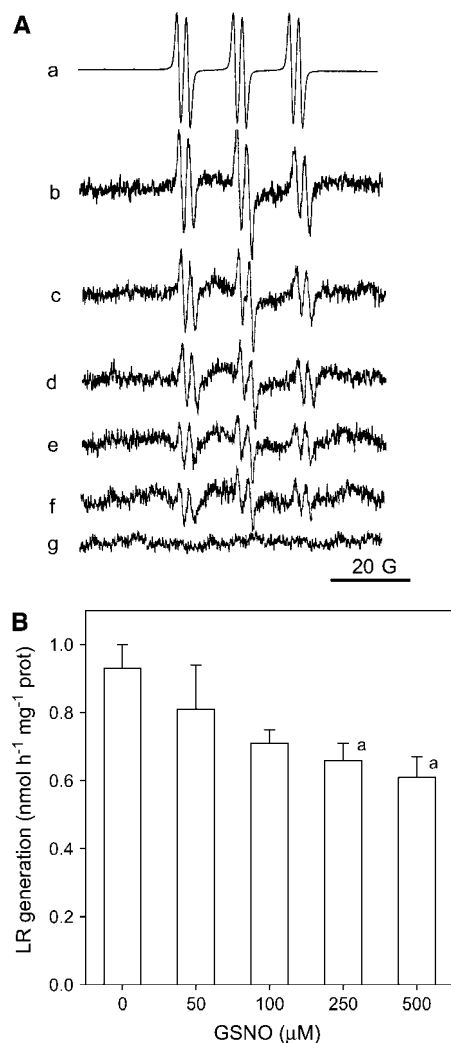 A
a
b
c
d
e
f
g
20 G
B
LR generation (nmol h⁻¹ mg⁻¹ prot)
1.0
0.8
0.6
0.4
0.2
0.0
a
a
0 50 100 250 500
GSNO (μM)